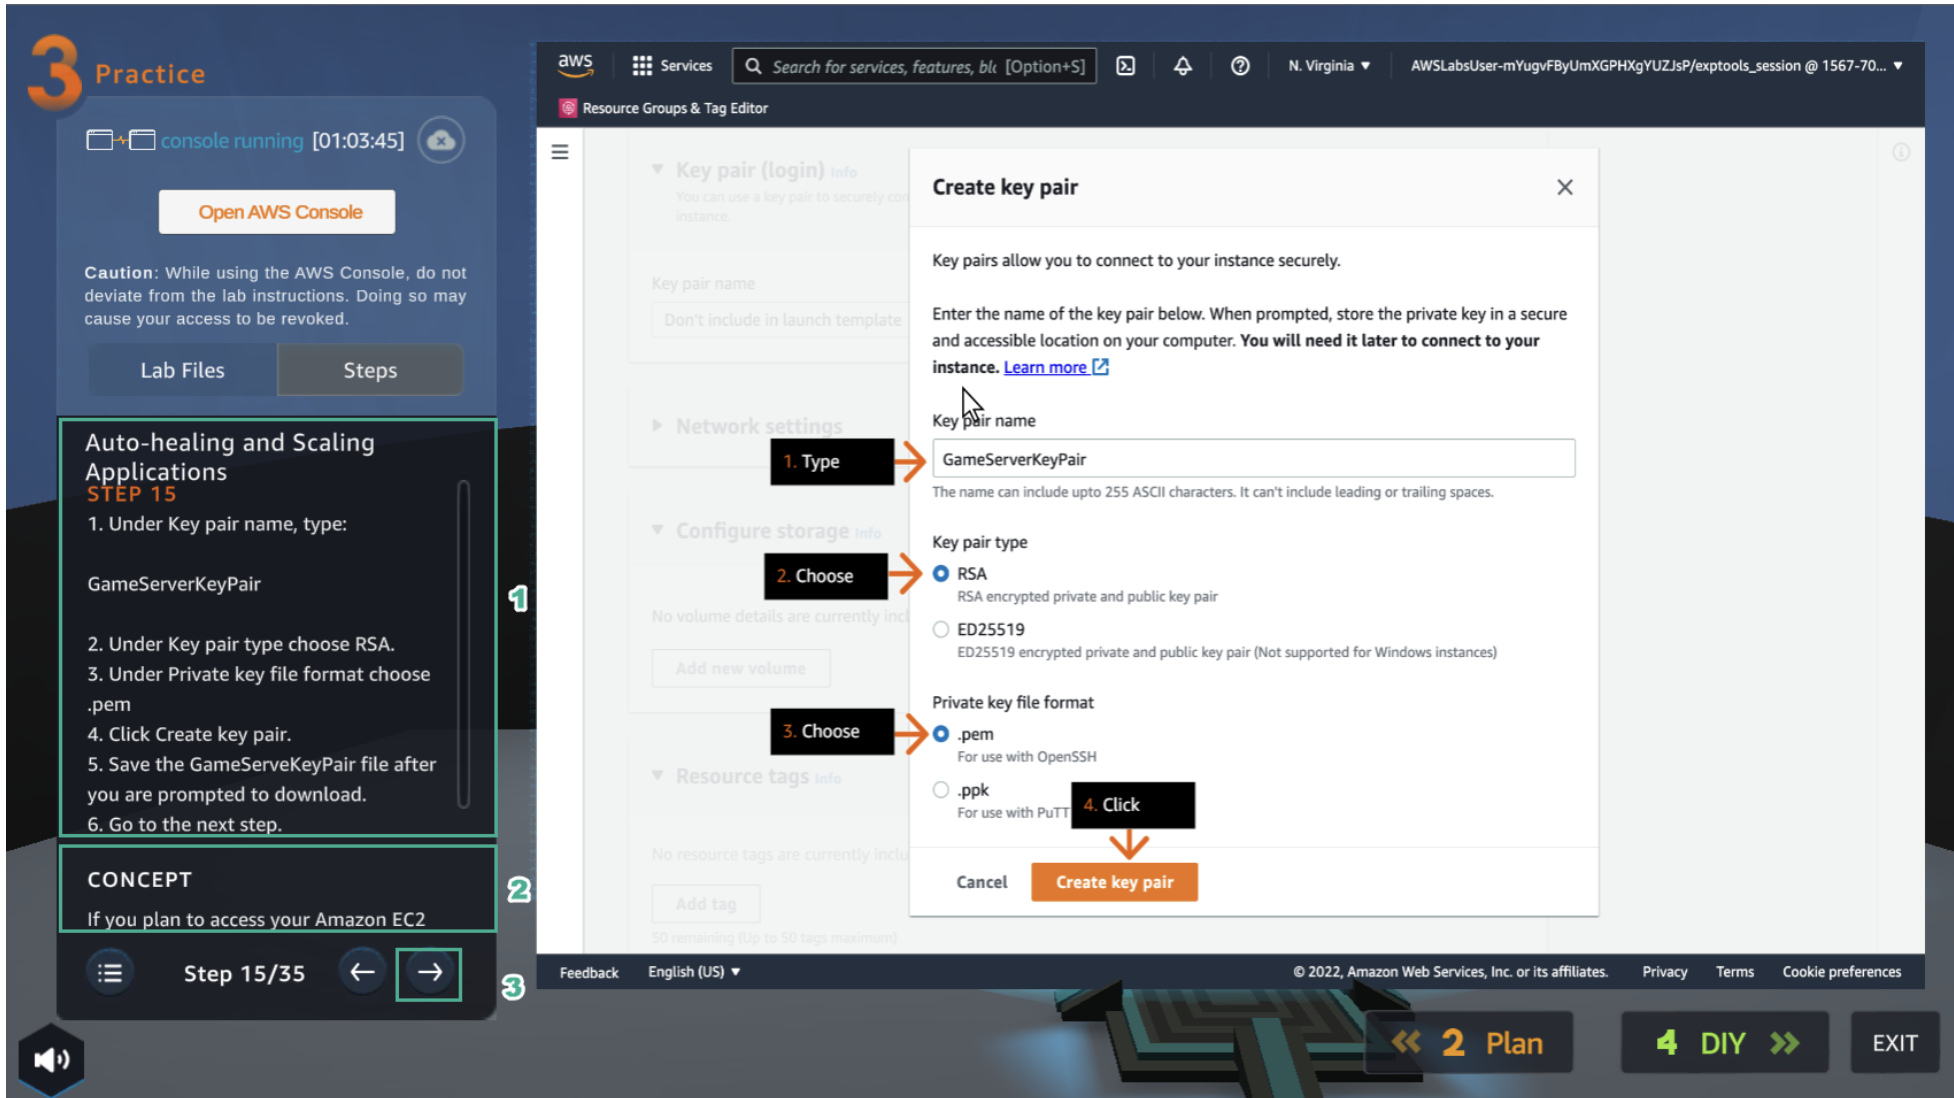 3 Practice
console running [01:03:45]
Open AWS Console
Caution: While using the AWS Console, do not
deviate from the lab instructions. Doing so may
cause your access to be revoked.
Lab Files
Steps
Auto-healing and Scaling
Applications
STEP 15
1. Under Key pair name, type:
GameServerKeyPair
2. Under Key pair type choose RSA.
3. Under Private key file format choose
.pem
4. Click Create key pair.
5. Save the GameServeKeyPair file after
you are prompted to download.
6. Go to the next step.
1
CONCEPT
If you plan to access your Amazon EC2
2
Step 15/35
3
aws
Services
Search for services, features, blc [Option+S]
N. Virginia
AWSLabsUser-mYugvFByUmXGPHXgYUZJsP/exptools_session @ 1567-70...
Resource Groups & Tag Editor
Key pair (login) Info
You can use a key pair to securely con
instance.
Key pair name
Don't include in launch template
Network settings
Configure storage Info
No volume details are currently incl
Add new volume
Resource tags Info
No resource tags are currently inclu
Add tag
50 remaining (Up to 50 tags maximum)
Create key pair
Key pairs allow you to connect to your instance securely.
Enter the name of the key pair below. When prompted, store the private key in a secure
and accessible location on your computer. You will need it later to connect to your
instance. Learn more
Key pair name
1. Type
GameServerKeyPair
The name can include upto 255 ASCII characters. It can't include leading or trailing spaces.
Key pair type
2. Choose
RSA
RSA encrypted private and public key pair
ED25519
ED25519 encrypted private and public key pair (Not supported for Windows instances)
Private key file format
3. Choose
.pem
For use with OpenSSH
.ppk
For use with PuTT
4. Click
Cancel
Create key pair
Feedback
English (US)
© 2022, Amazon Web Services, Inc. or its affiliates.
Privacy
Terms
Cookie preferences
2 Plan
4 DIY
EXIT